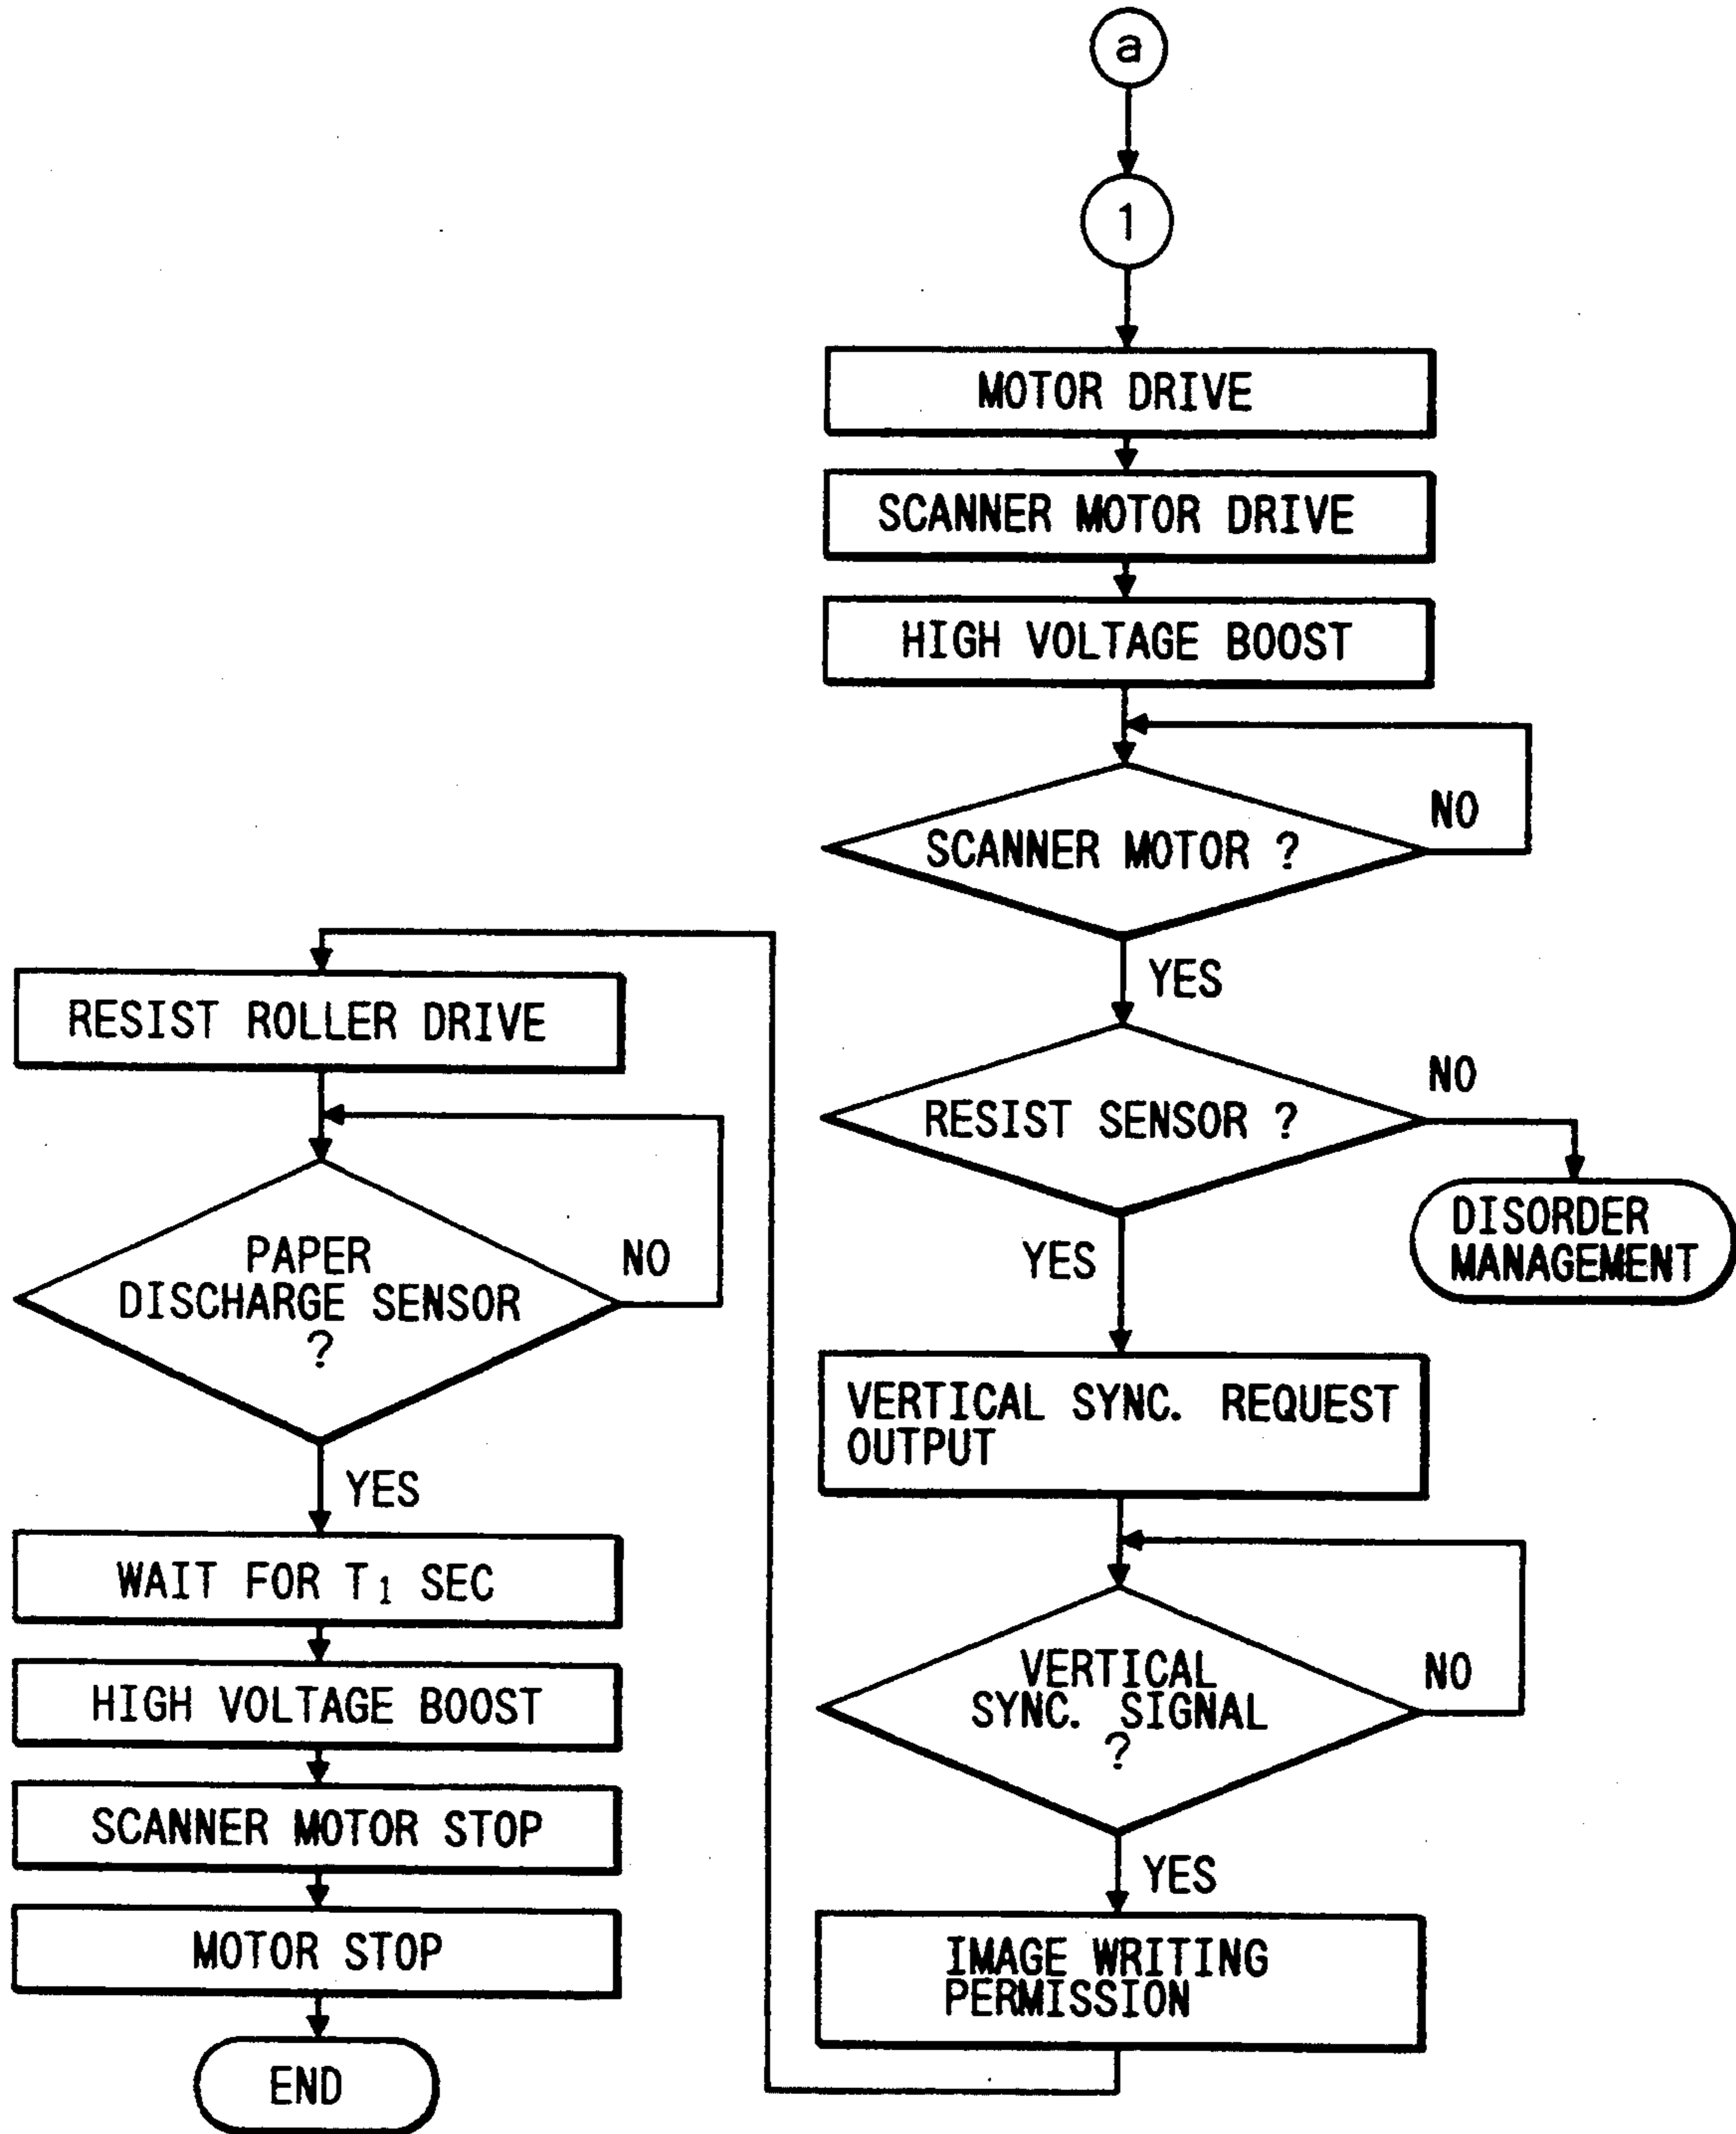 a
1
MOTOR DRIVE
SCANNER MOTOR DRIVE
HIGH VOLTAGE BOOST
SCANNER MOTOR ?
NO
YES
RESIST SENSOR ?
NO
DISORDER
MANAGEMENT
YES
VERTICAL SYNC. REQUEST
OUTPUT
VERTICAL
SYNC. SIGNAL
?
NO
YES
IMAGE WRITING
PERMISSION
RESIST ROLLER DRIVE
PAPER
DISCHARGE SENSOR
?
NO
YES
WAIT FOR T₁ SEC
HIGH VOLTAGE BOOST
SCANNER MOTOR STOP
MOTOR STOP
END